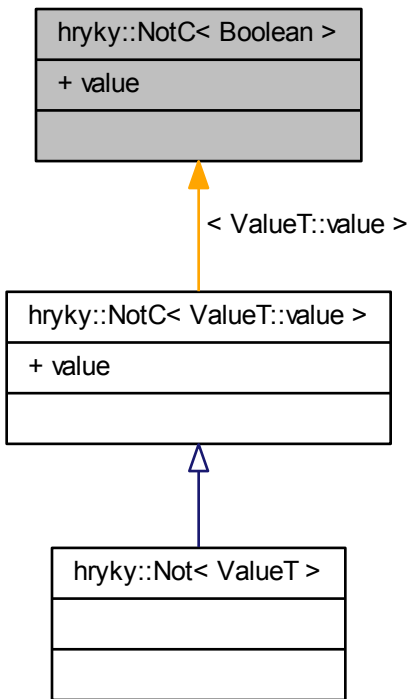 hryky::NotC< Boolean >
+ value
< ValueT::value >
hryky::NotC< ValueT::value >
+ value
hryky::Not< ValueT >